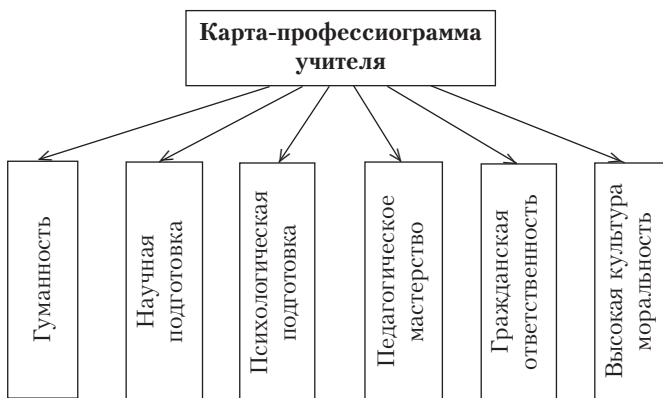 Карта-профессиограмма
учителя
Гуманность
Научная
подготовка
Психологическая
подготовка
Педагогическое
мастерство
Гражданская
ответственность
Высокая культура
моральность